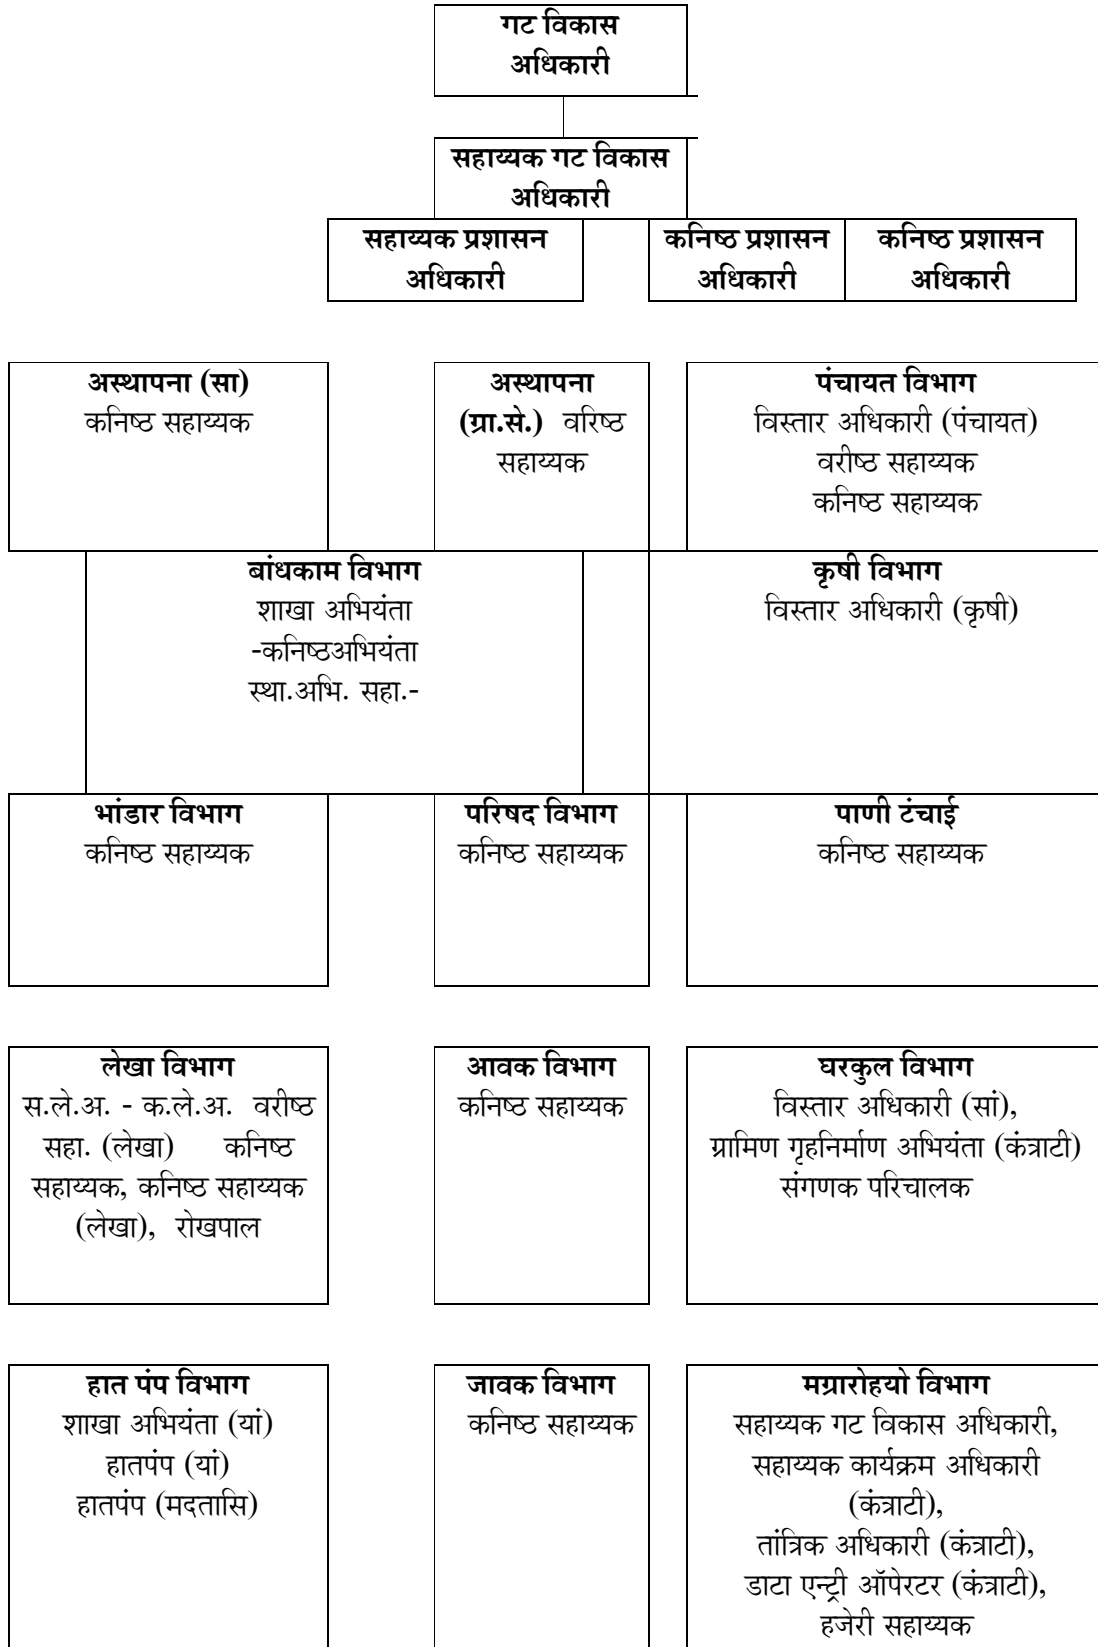 गट विकास
अधिकारी
सहाय्यक गट विकास
अधिकारी
सहाय्यक प्रशासन
अधिकारी
कनिष्ठ प्रशासन
अधिकारी
कनिष्ठ प्रशासन
अधिकारी
अस्थापना (सा)
कनिष्ठ सहाय्यक
अस्थापना
(ग्रा.से.) वरिष्ठ
सहाय्यक
पंचायत विभाग
विस्तार अधिकारी (पंचायत)
वरीष्ठ सहाय्यक
कनिष्ठ सहाय्यक
बांधकाम विभाग
शाखा अभियंता
-कनिष्ठअभियंता
स्था.अभि. सहा.-
कृषी विभाग
विस्तार अधिकारी (कृषी)
भांडार विभाग
कनिष्ठ सहाय्यक
परिषद विभाग
कनिष्ठ सहाय्यक
पाणी टंचाई
कनिष्ठ सहाय्यक
लेखा विभाग
स.ले.अ. - क.ले.अ. वरीष्ठ
सहा. (लेखा) कनिष्ठ
सहाय्यक, कनिष्ठ सहाय्यक
(लेखा), रोखपाल
आवक विभाग
कनिष्ठ सहाय्यक
घरकुल विभाग
विस्तार अधिकारी (सां),
ग्रामिण गृहनिर्माण अभियंता (कंत्राटी)
संगणक परिचालक
हात पंप विभाग
शाखा अभियंता (यां)
हातपंप (यां)
हातपंप (मदतासि)
जावक विभाग
कनिष्ठ सहाय्यक
मग्रारोहयो विभाग
सहाय्यक गट विकास अधिकारी,
सहाय्यक कार्यक्रम अधिकारी
(कंत्राटी),
तांत्रिक अधिकारी (कंत्राटी),
डाटा एन्ट्री ऑपेरटर (कंत्राटी),
हजेरी सहाय्यक